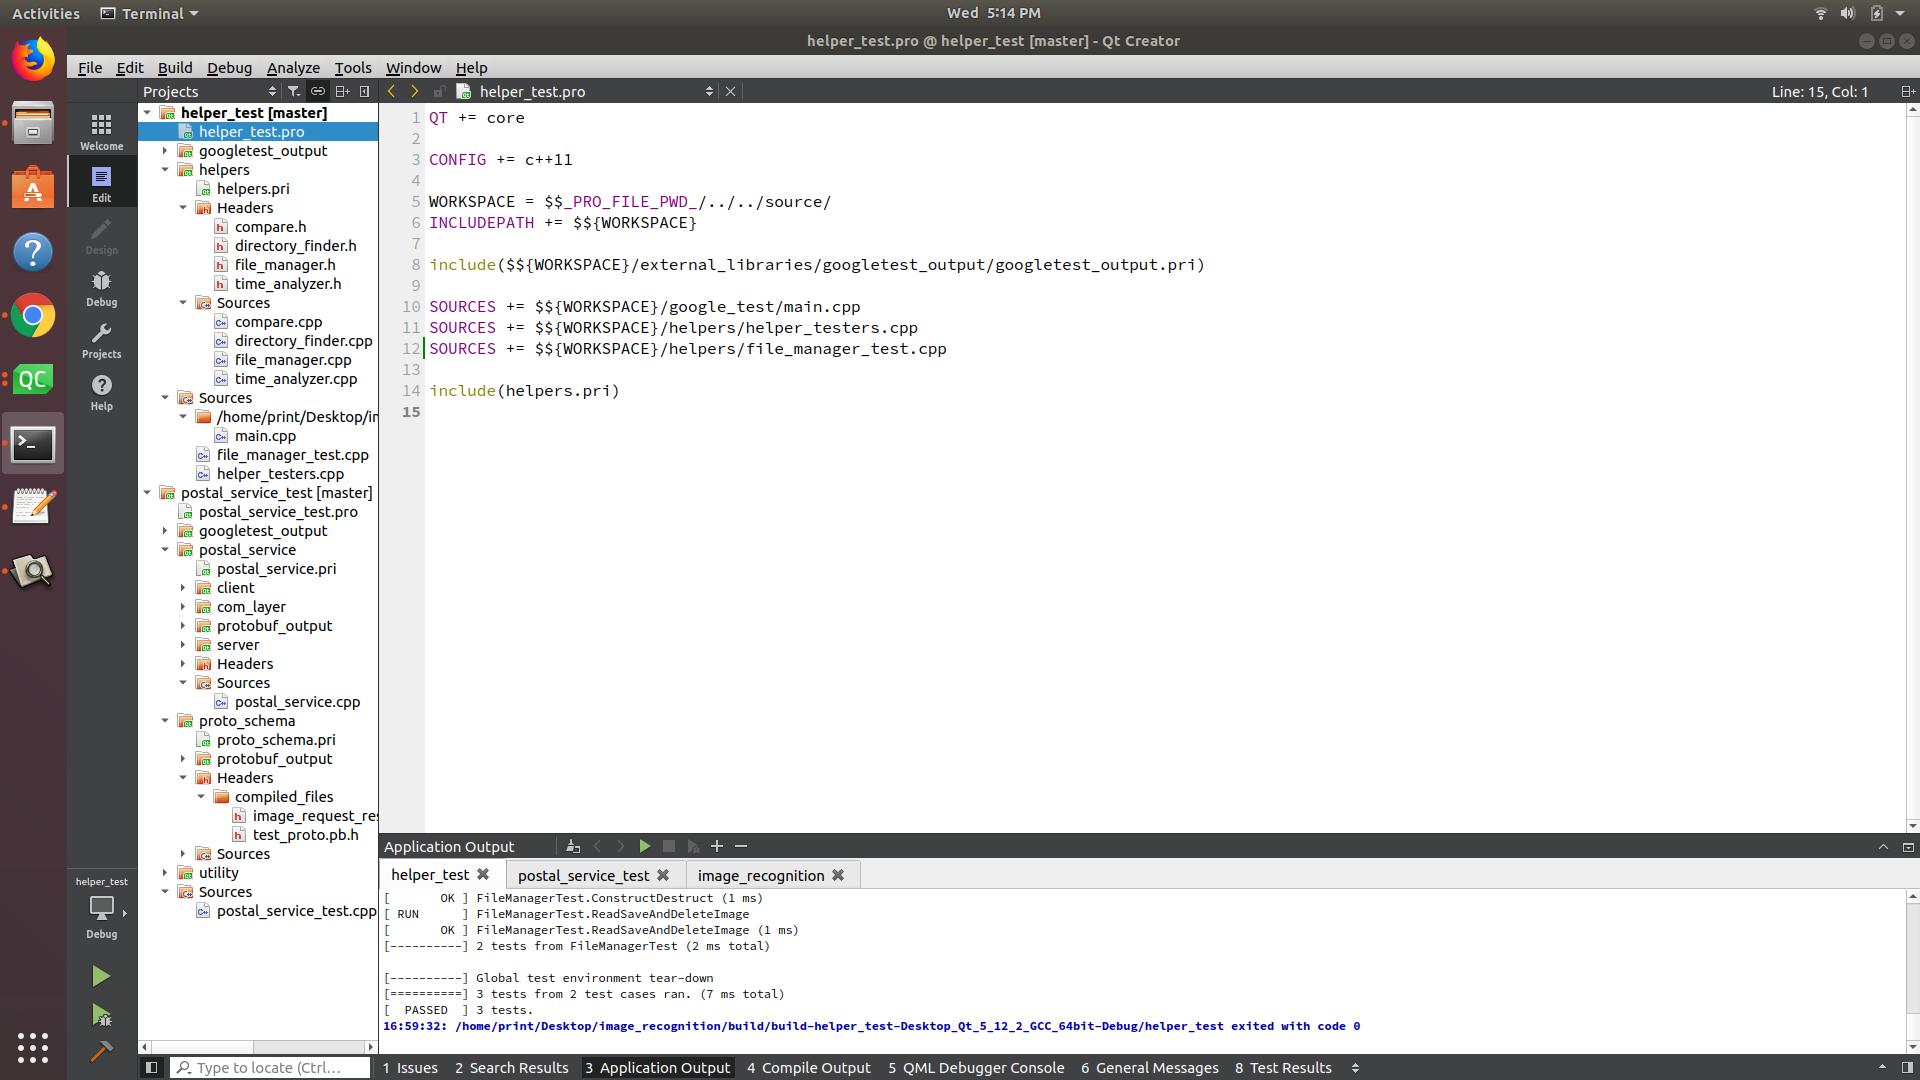 Activities Terminal Wed 5:14 PM
helper_test.pro @ helper_test [master] - Qt Creator
File Edit Build Debug Analyze Tools Window Help
Projects
helper_test.pro
Line: 15, Col: 1
Welcome
Edit
Design
Debug
Projects
Help
helper_test
Debug
helper_test [master]
helper_test.pro
googletest_output
helpers
helpers.pri
Headers
compare.h
directory_finder.h
file_manager.h
time_analyzer.h
Sources
compare.cpp
directory_finder.cpp
file_manager.cpp
time_analyzer.cpp
Sources
/home/print/Desktop/in
main.cpp
file_manager_test.cpp
helper_testers.cpp
postal_service_test [master]
postal_service_test.pro
googletest_output
postal_service
postal_service.pri
client
com_layer
protobuf_output
server
Headers
Sources
postal_service.cpp
proto_schema
proto_schema.pri
protobuf_output
Headers
compiled_files
image_request_res
test_proto.pb.h
Sources
utility
Sources
postal_service_test.cpp
1 QT += core
2
3 CONFIG += c++11
4
5 WORKSPACE = $$_PRO_FILE_PWD_/../../source/
6 INCLUDEPATH += $${WORKSPACE}
7
8 include($${WORKSPACE}/external_libraries/googletest_output/googletest_output.pri)
9
10 SOURCES += $${WORKSPACE}/google_test/main.cpp
11 SOURCES += $${WORKSPACE}/helpers/helper_testers.cpp
12 SOURCES += $${WORKSPACE}/helpers/file_manager_test.cpp
13
14 include(helpers.pri)
15
Application Output
helper_test postal_service_test image_recognition
[       OK ] FileManagerTest.ConstructDestruct (1 ms)
[ RUN      ] FileManagerTest.ReadSaveAndDeleteImage
[       OK ] FileManagerTest.ReadSaveAndDeleteImage (1 ms)
[----------] 2 tests from FileManagerTest (2 ms total)
[----------] Global test environment tear-down
[==========] 3 tests from 2 test cases ran. (7 ms total)
[  PASSED  ] 3 tests.
16:59:32: /home/print/Desktop/image_recognition/build/build-helper_test-Desktop_Qt_5_12_2_GCC_64bit-Debug/helper_test exited with code 0
Type to locate (Ctrl... 1 Issues 2 Search Results 3 Application Output 4 Compile Output 5 QML Debugger Console 6 General Messages 8 Test Results